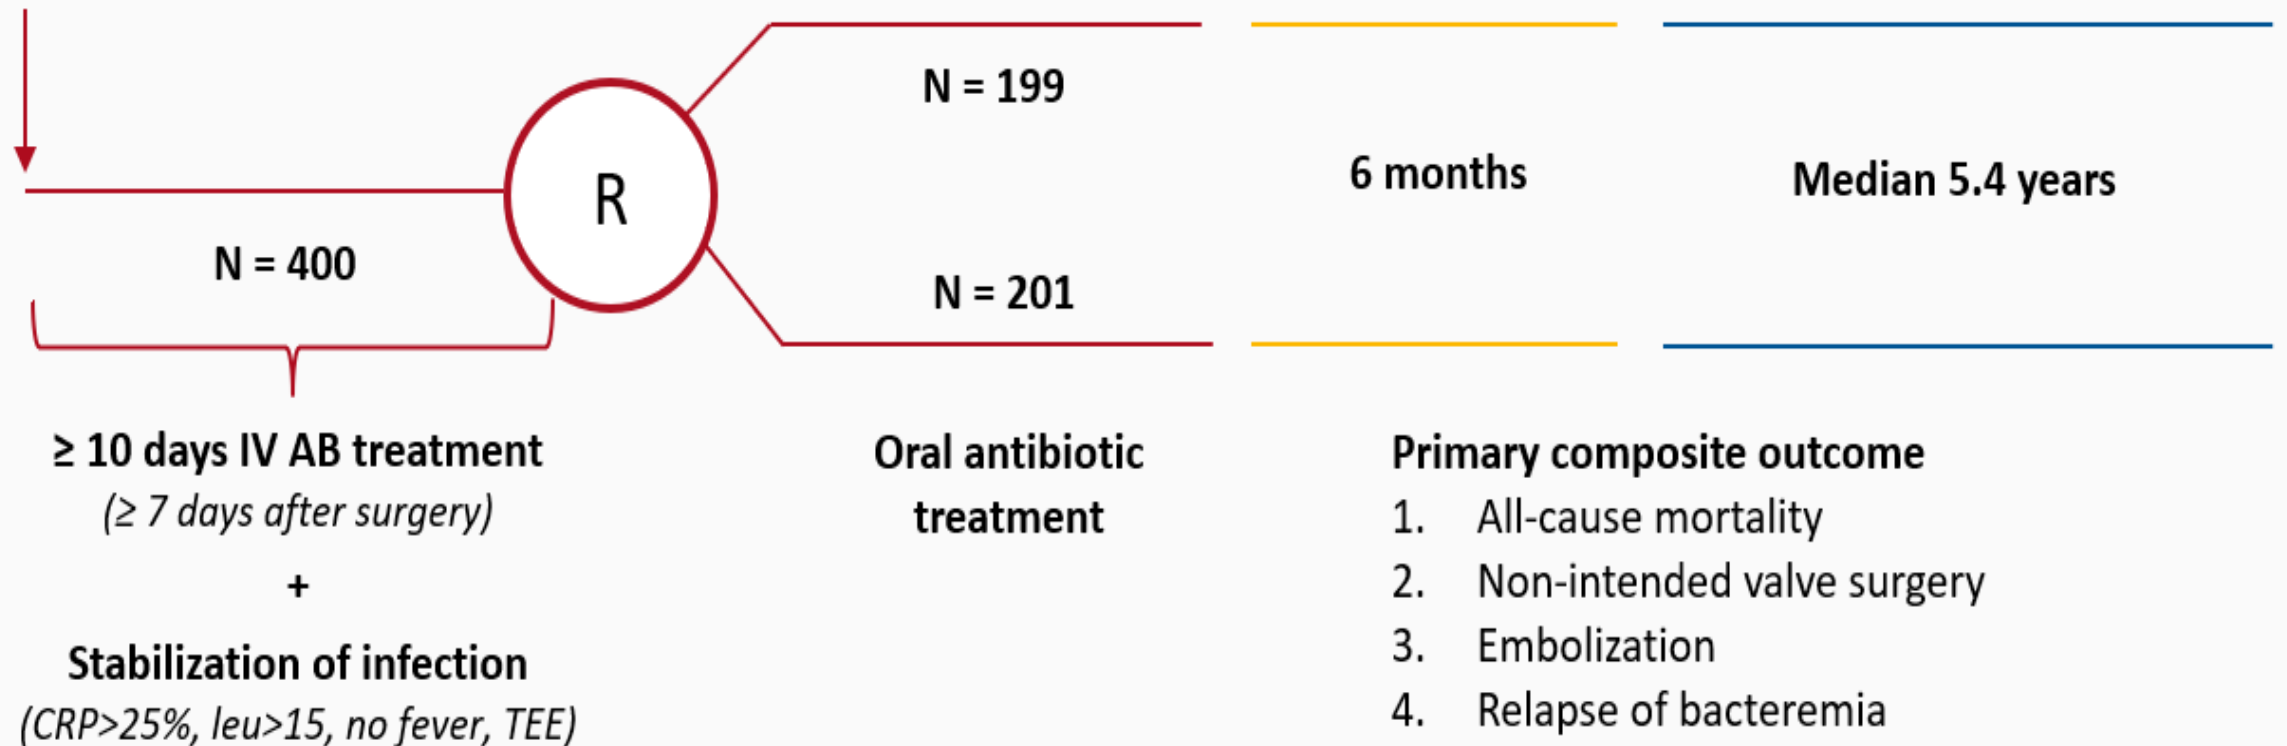 N = 199
R
6 months
Median 5.4 years
N = 400
N = 201
≥ 10 days IV AB treatment
(≥ 7 days after surgery)
+
Stabilization of infection
(CRP>25%, leu>15, no fever, TEE)
Oral antibiotic
treatment
Primary composite outcome
1. All-cause mortality
2. Non-intended valve surgery
3. Embolization
4. Relapse of bacteremia